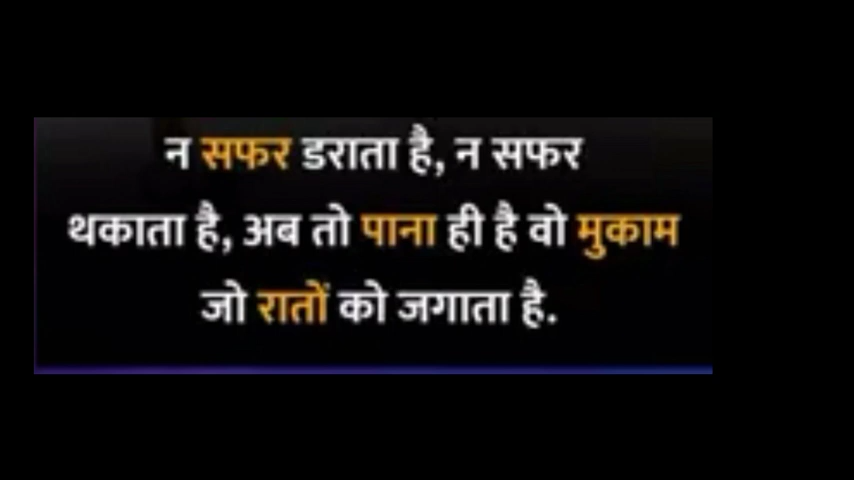 न सफर डराता है, न सफर
थकाता है, अब तो पाना ही है वो मुकाम
जो रातों को जगाता है.